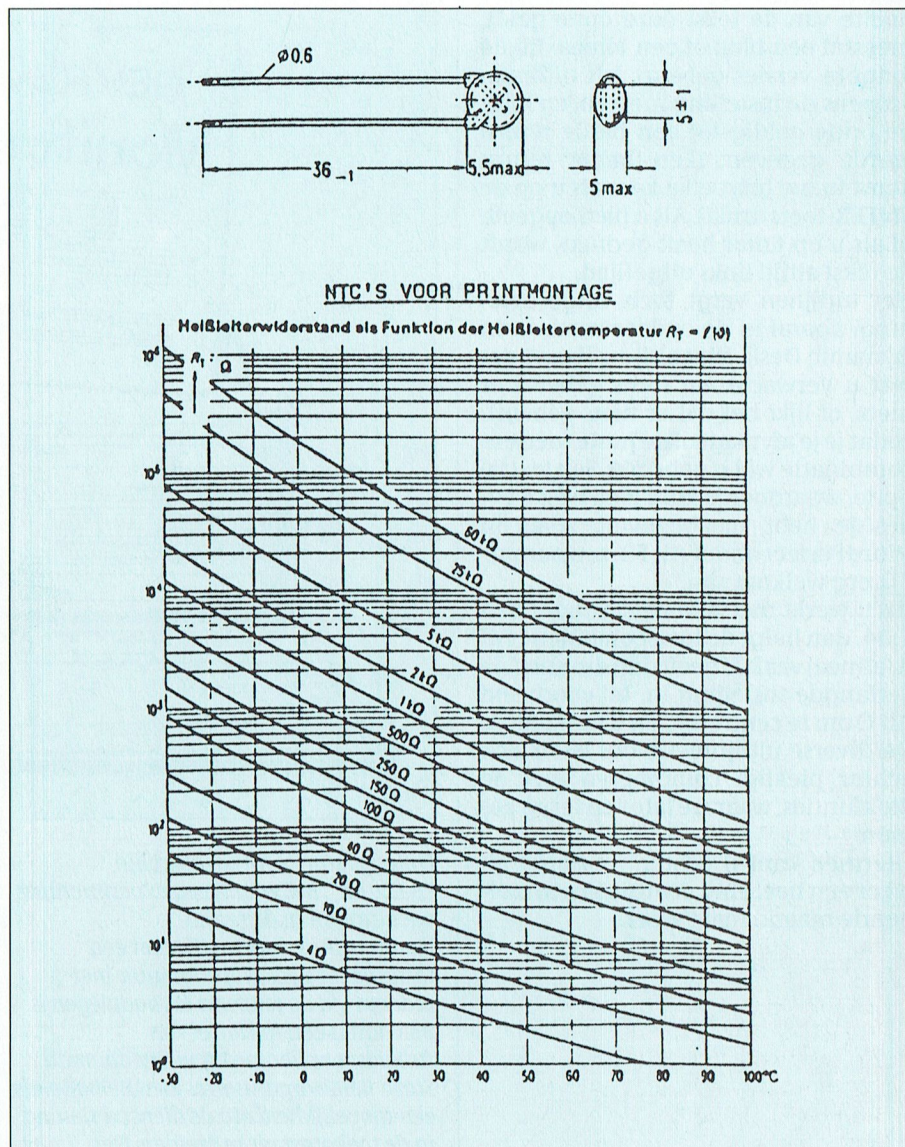 Ø0.6
5 ± 1
36 -1
5,5max
5 max
NTC'S VOOR PRINTMONTAGE
Heißleiterwiderstand als Funktion der Heißleitertemperatur R_T = f(ϑ)
10⁶
R_T
Ω
10⁵
60 kΩ
25 kΩ
10⁴
5 kΩ
2 kΩ
1 kΩ
500 Ω
10³
250 Ω
150 Ω
100 Ω
10²
40 Ω
20 Ω
10 Ω
10¹
4 Ω
10⁰
-30 -20 -10 0 10 20 30 40 50 60 70 80 90 100 °C